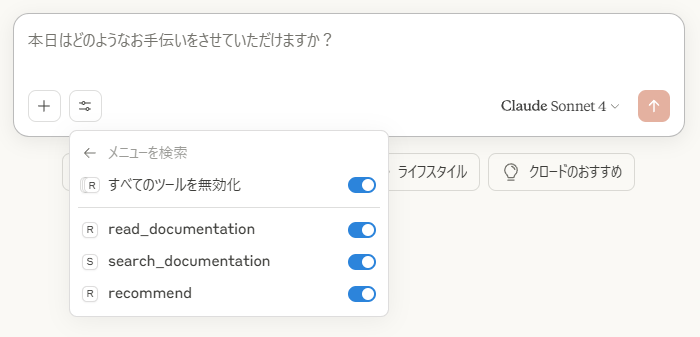 本日はどのようなお手伝いをさせていただけますか？
Claude Sonnet 4
メニューを検索
R すべてのツールを無効化
ライフスタイル
クロードのおすすめ
R read_documentation
S search_documentation
R recommend